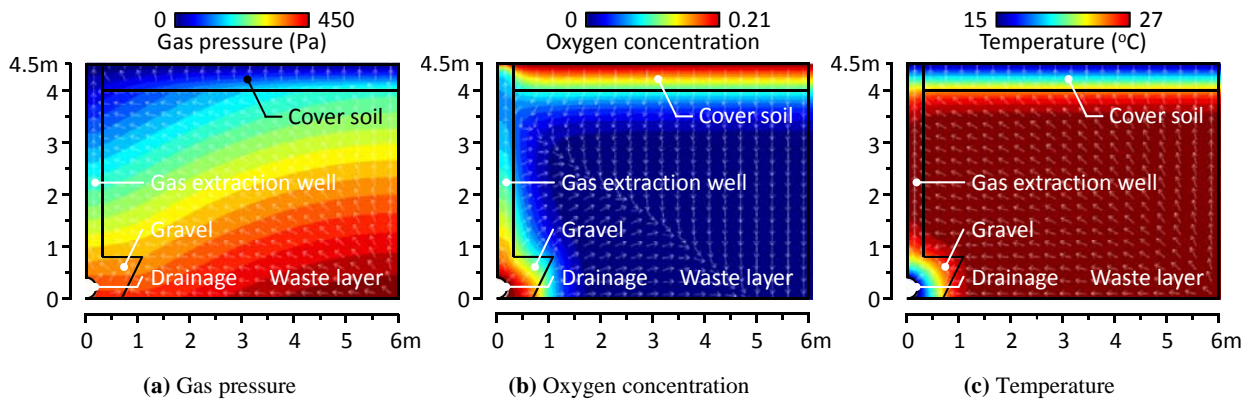 0 450
Gas pressure (Pa)
4.5m
4
3
2
1
0
Cover soil
Gas extraction well
Gravel
Drainage Waste layer
0 1 2 3 4 5 6m
(a) Gas pressure
0 0.21
Oxygen concentration
4.5m
4
3
2
1
0
Cover soil
Gas extraction well
Gravel
Drainage Waste layer
0 1 2 3 4 5 6m
(b) Oxygen concentration
15 27
Temperature (°C)
4.5m
4
3
2
1
0
Cover soil
Gas extraction well
Gravel
Drainage Waste layer
0 1 2 3 4 5 6m
(c) Temperature